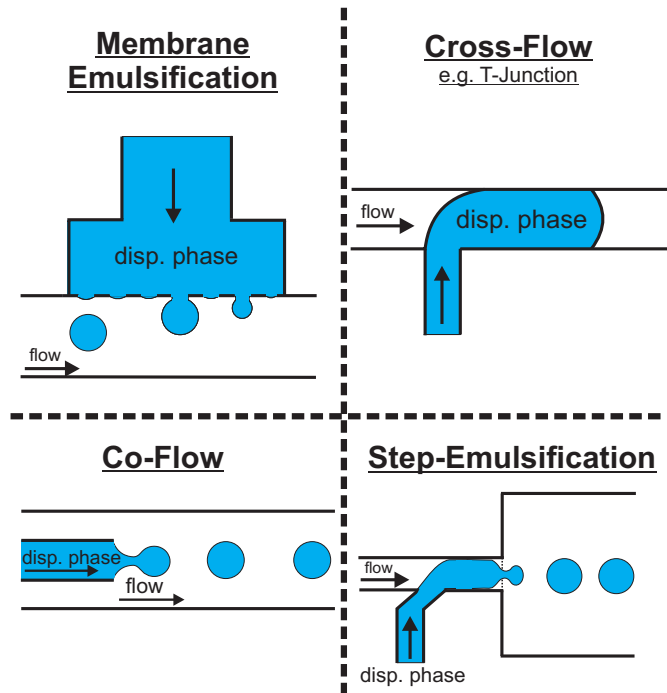 Membrane
Emulsification
disp. phase
flow
Cross-Flow
e.g. T-Junction
flow
disp. phase
Co-Flow
disp. phase
flow
Step-Emulsification
flow
disp. phase